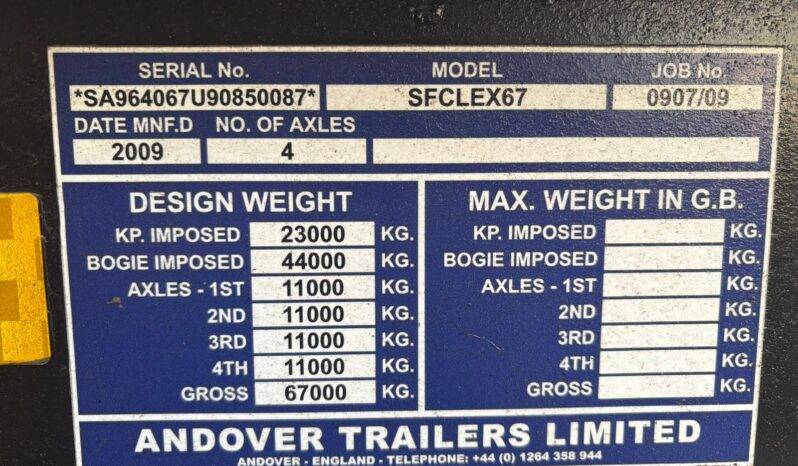 SERIAL No. MODEL JOB No
*SA964067U90850087* SFCLEX67 0907/09
DATE MNF.D NO. OF AXLES
2009 4
DESIGN WEIGHT
KP. IMPOSED 23000 KG.
BOGIE IMPOSED 44000 KG.
AXLES - 1ST 11000 KG.
2ND 11000 KG.
3RD 11000 KG.
4TH 11000 KG.
GROSS 67000 KG.
MAX. WEIGHT IN G.B.
KP. IMPOSED KG.
BOGIE IMPOSED KG.
AXLES - 1ST KG.
2ND KG.
3RD KG.
4TH KG.
GROSS KG.
ANDOVER TRAILERS LIMITED
ANDOVER - ENGLAND - TELEPHONE: +44 (0) 1264 358 944